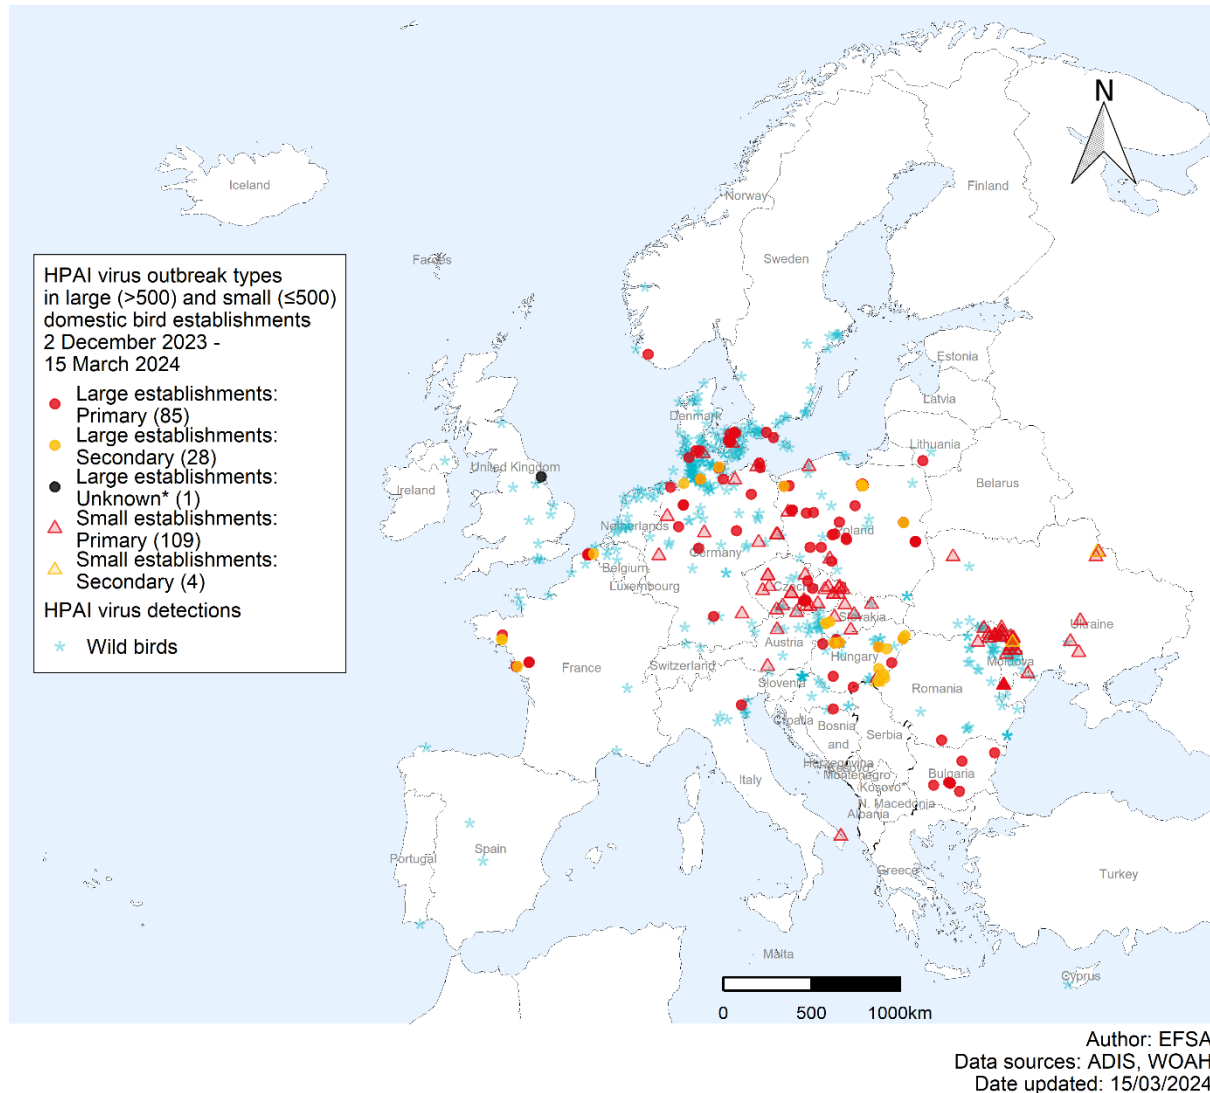 N
Iceland
Finland
Norway
Faroes
Sweden
HPAI virus outbreak types
in large (>500) and small (≤500)
domestic bird establishments
2 December 2023 -
15 March 2024
Large establishments:
Primary (85)
Large establishments:
Secondary (28)
Large establishments:
Unknown* (1)
Small establishments:
Primary (109)
Small establishments:
Secondary (4)
HPAI virus detections
Wild birds
Estonia
Latvia
Denmark
Lithuania
United Kingdom
Ireland
Belarus
Netherlands
Poland
Germany
Belgium
Luxembourg
Czech
Slovakia
Ukraine
Austria
Hungary
Moldova
France
Switzerland
Slovenia
Romania
Croatia
Bosnia
and
Herzegovina
Serbia
Kosovo
Montenegro
Bulgaria
Italy
Kosovo
N. Macedonia
Albania
Portugal
Spain
Greece
Turkey
Malta
Cyprus
0 500 1000km
Author: EFSA
Data sources: ADIS, WOAH
Date updated: 15/03/2024